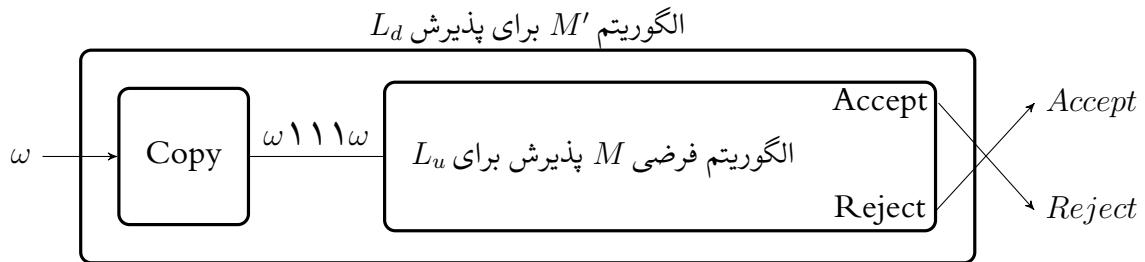 الگوریتم M′ برای پذیرش L_d
ω
Copy
ω۱۱۱ω
الگوریتم فرضی M پذیرش برای L_u
Accept
Reject
Accept
Reject